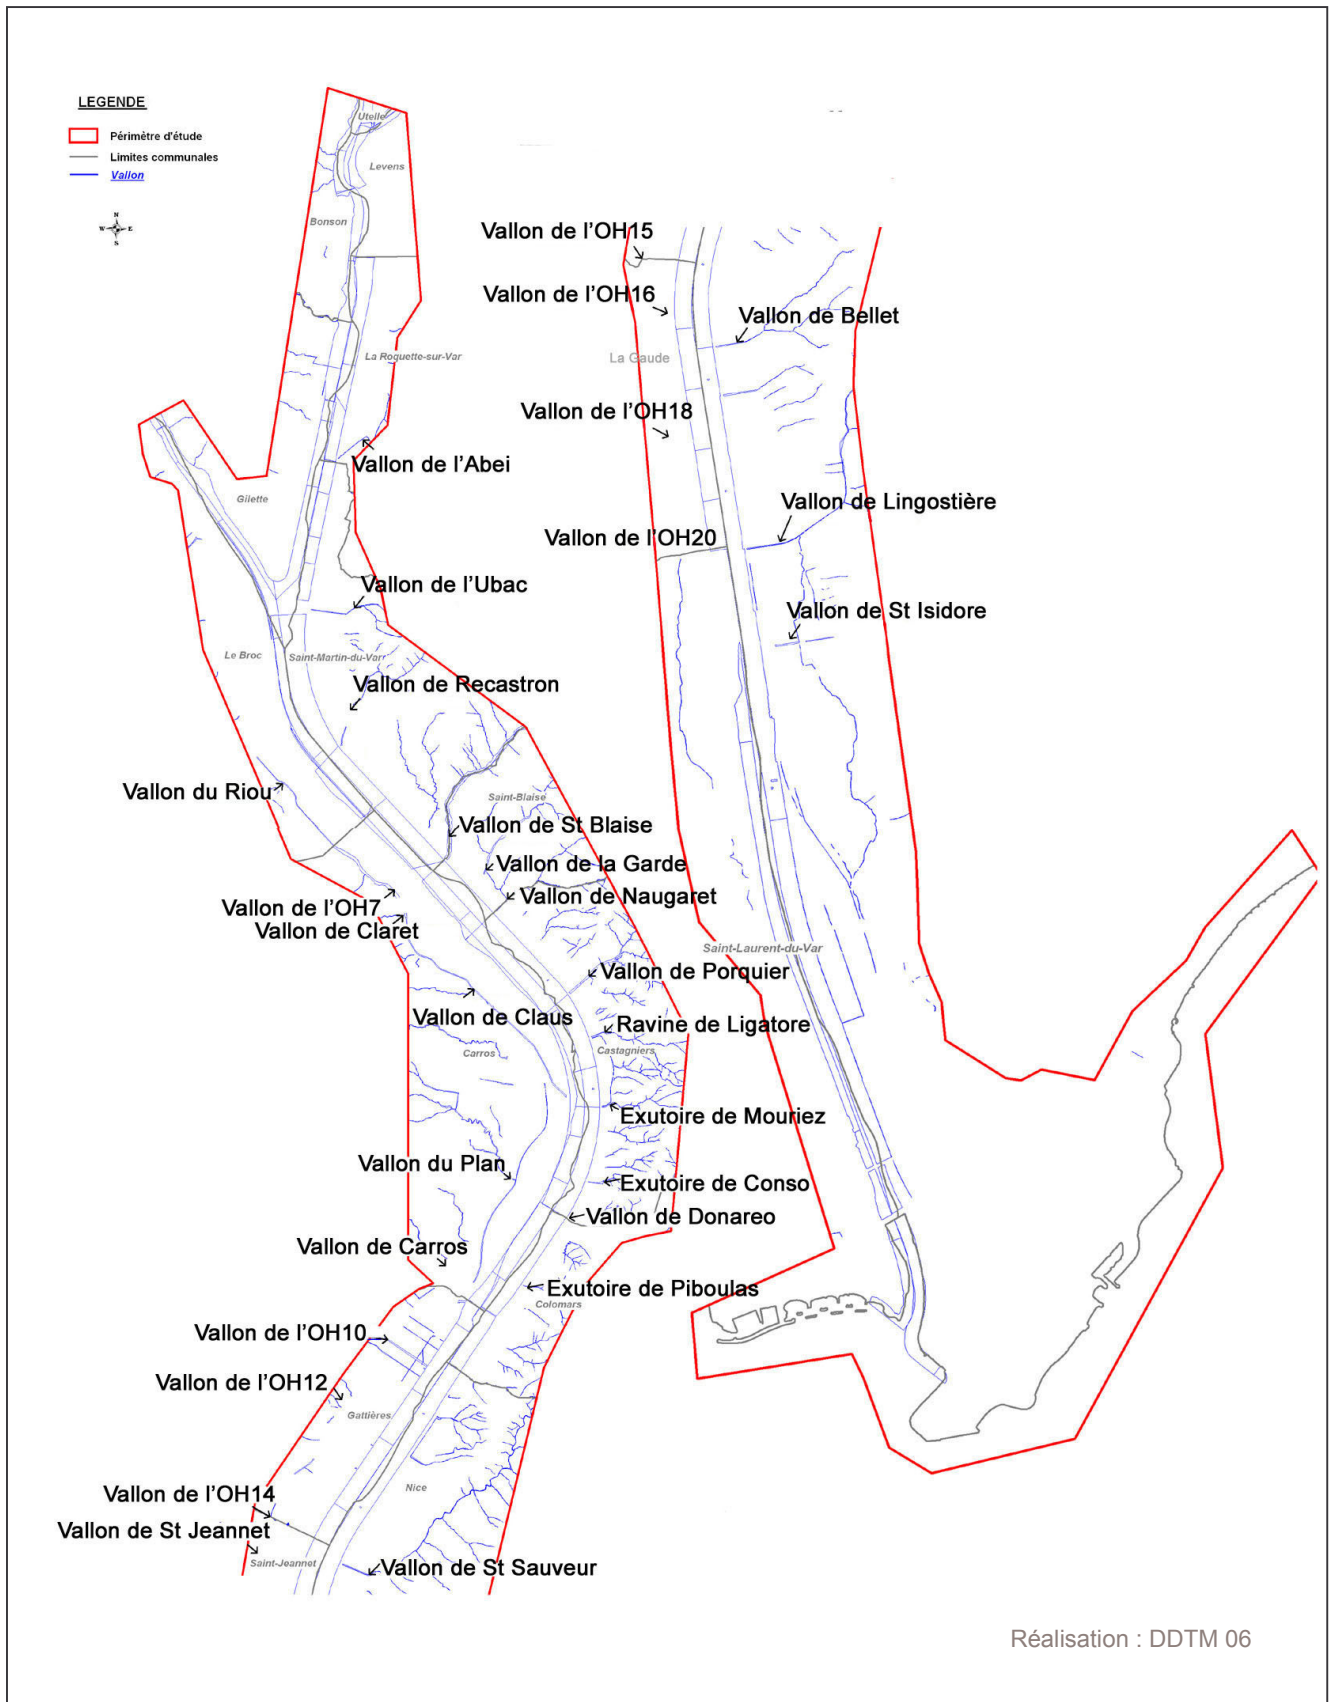 LEGENDE
Périmètre d'étude
Limites communales
Vallon
N
W E
S
Utelle
Levens
Bonson
La Roquette-sur-Var
Vallon de l'Abei
Gilette
Vallon de l'Ubac
Le Broc
Saint-Martin-du-Var
Vallon de Recastron
Vallon du Riou
Saint-Blaise
Vallon de St Blaise
Vallon de la Garde
Vallon de Naugaret
Vallon de l'OH7
Vallon de Claret
Vallon de Porquier
Vallon de Claus
Ravine de Ligatore
Carros
Castagniers
Exutoire de Mouriez
Vallon du Plan
Exutoire de Conso
Vallon de Donareo
Vallon de Carros
Exutoire de Piboulas
Colomars
Vallon de l'OH10
Vallon de l'OH12
Gattières
Nice
Vallon de l'OH14
Vallon de St Jeannet
Saint-Jeannet
Vallon de St Sauveur
Vallon de l'OH15
Vallon de l'OH16
Vallon de Bellet
La Gaude
Vallon de l'OH18
Vallon de Lingostière
Vallon de l'OH20
Vallon de St Isidore
Saint-Laurent-du-Var
Réalisation : DDTM 06